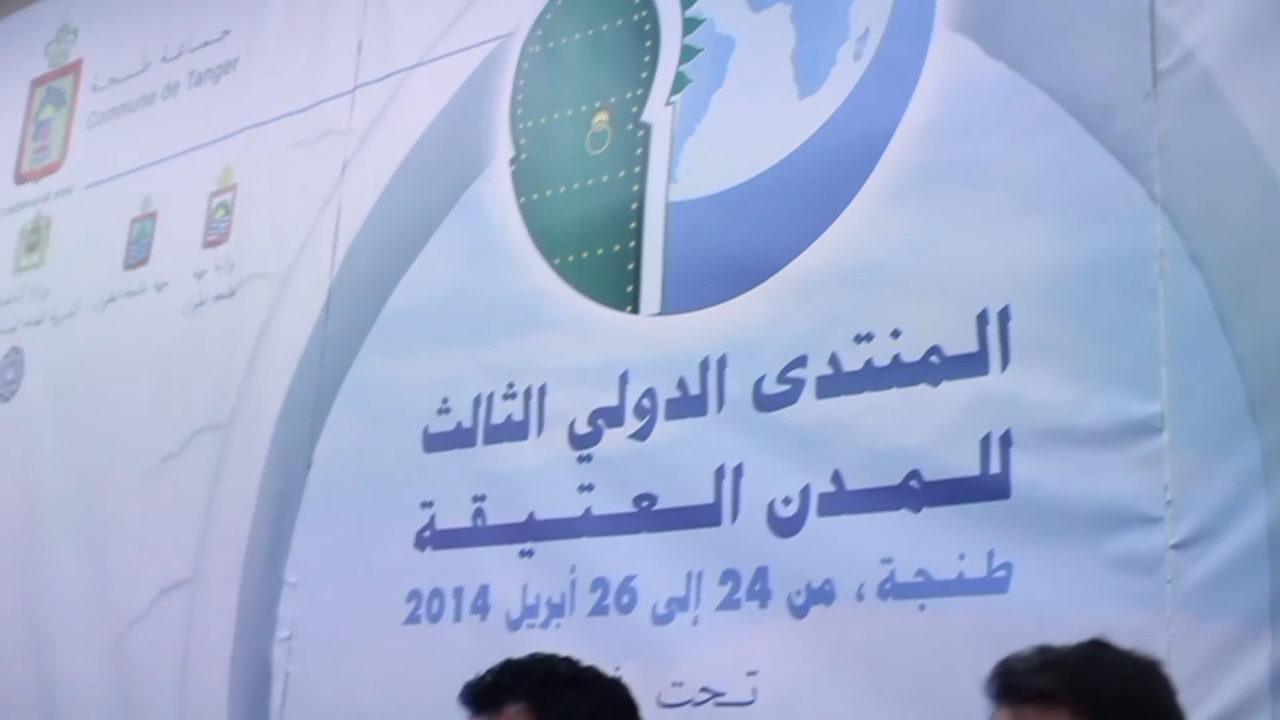 جماعة طنجة
Commune de Tanger
المنتدى الدولي الثالث
للمدن العتيقة
طنجة ، من 24 إلى 26 أبريل 2014
تحت